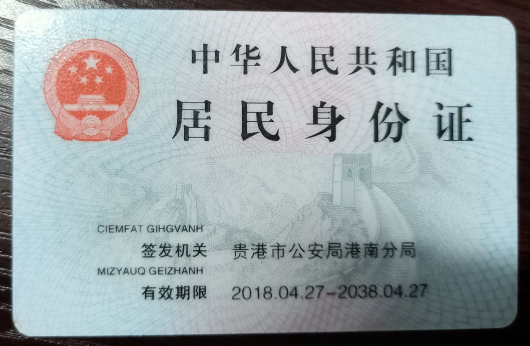 中华人民共和国
居民身份证
CIEMFAT GIHGVANH
签发机关 贵港市公安局港南分局
MIZYAUQ GEIZHANH
有效期限 2018.04.27-2038.04.27